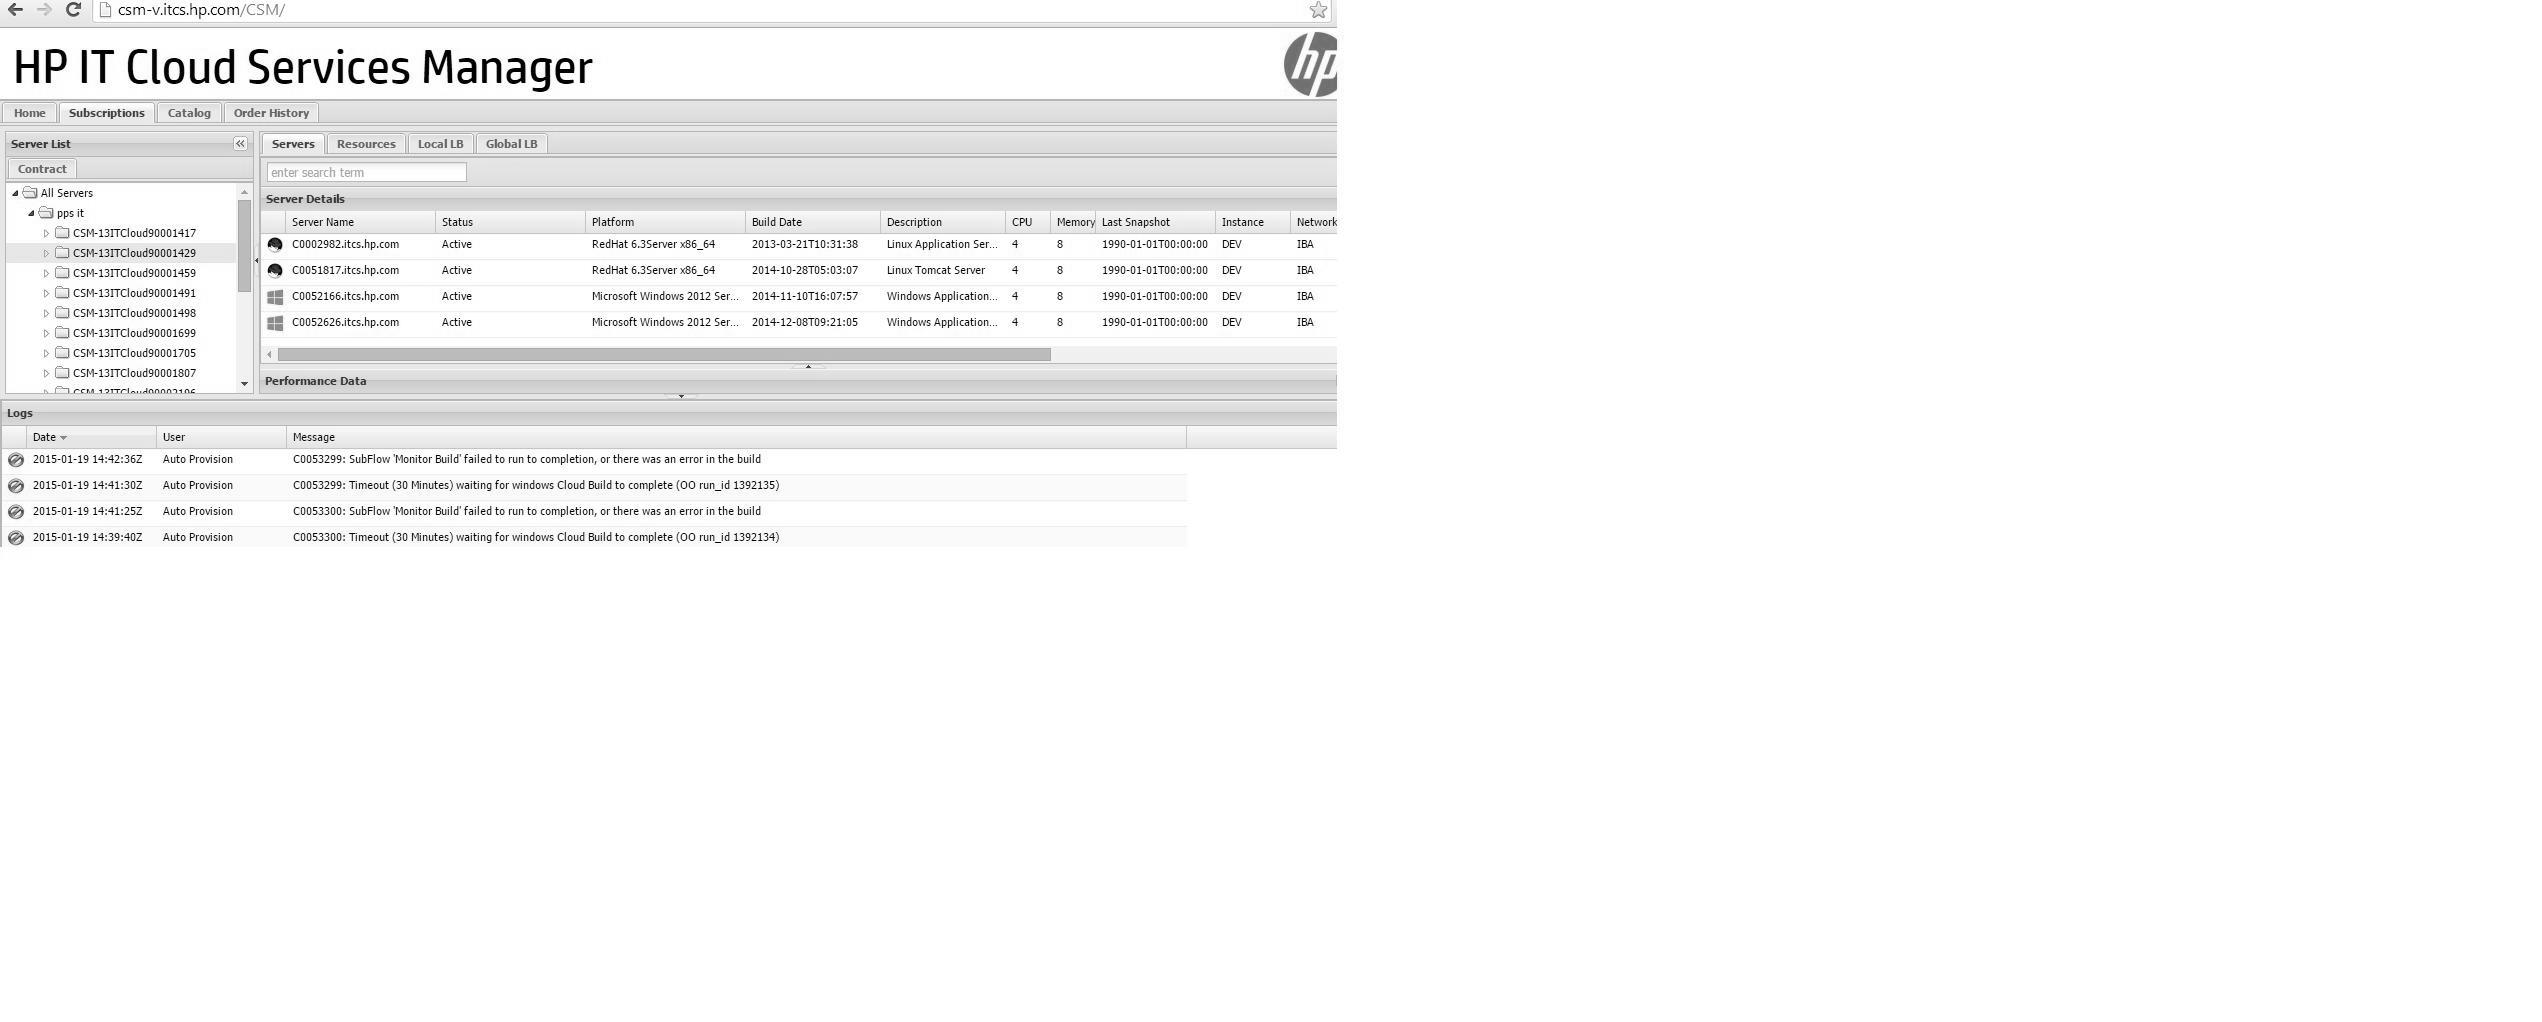 csm-v.itcs.hp.com/CSM/
HP IT Cloud Services Manager
hp
Home Subscriptions Catalog Order History
Server List
Contract
All Servers
pps it
CSM-13ITCloud90001417
CSM-13ITCloud90001429
CSM-13ITCloud90001459
CSM-13ITCloud90001491
CSM-13ITCloud90001498
CSM-13ITCloud90001699
CSM-13ITCloud90001705
CSM-13ITCloud90001807
Servers Resources Local LB Global LB
enter search term
Server Details
Server Name Status Platform Build Date Description CPU Memory Last Snapshot Instance Network
C0002982.itcs.hp.com Active RedHat 6.3Server x86_64 2013-03-21T10:31:38 Linux Application Ser... 4 8 1990-01-01T00:00:00 DEV IBA
C0051817.itcs.hp.com Active RedHat 6.3Server x86_64 2014-10-28T05:03:07 Linux Tomcat Server 4 8 1990-01-01T00:00:00 DEV IBA
C0052166.itcs.hp.com Active Microsoft Windows 2012 Ser... 2014-11-10T16:07:57 Windows Application... 4 8 1990-01-01T00:00:00 DEV IBA
C0052626.itcs.hp.com Active Microsoft Windows 2012 Ser... 2014-12-08T09:21:05 Windows Application... 4 8 1990-01-01T00:00:00 DEV IBA
Performance Data
Logs
Date User Message
2015-01-19 14:42:36Z Auto Provision C0053299: SubFlow 'Monitor Build' failed to run to completion, or there was an error in the build
2015-01-19 14:41:30Z Auto Provision C0053299: Timeout (30 Minutes) waiting for windows Cloud Build to complete (OO run_id 1392135)
2015-01-19 14:41:25Z Auto Provision C0053300: SubFlow 'Monitor Build' failed to run to completion, or there was an error in the build
2015-01-19 14:39:40Z Auto Provision C0053300: Timeout (30 Minutes) waiting for windows Cloud Build to complete (OO run_id 1392134)